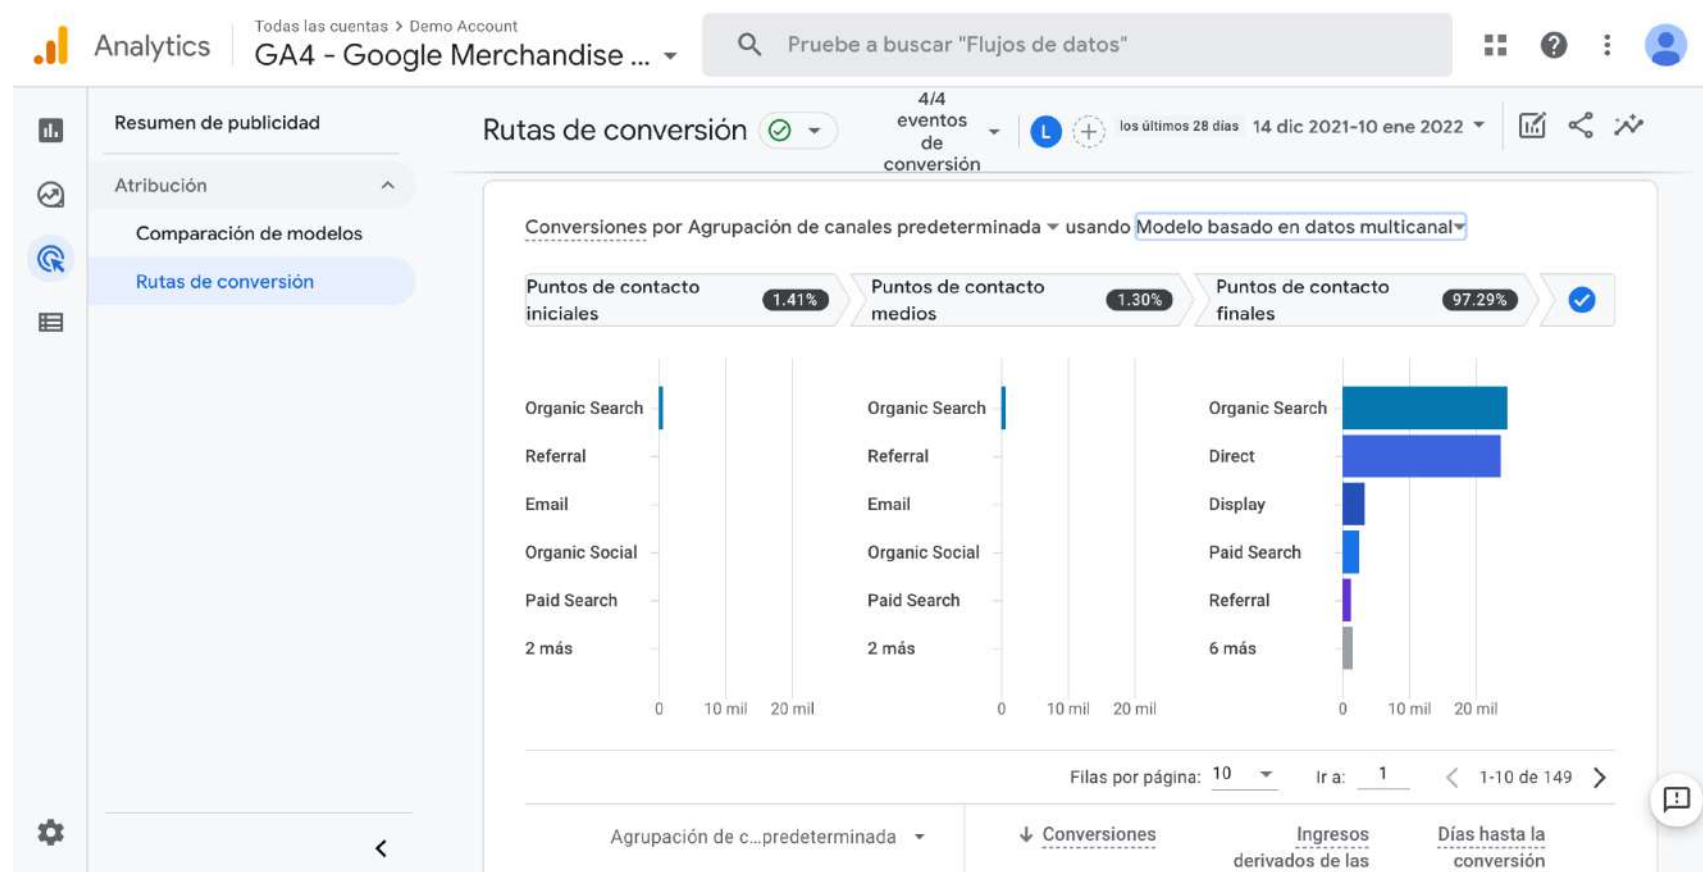 Todas las cuentas > Demo Account
Analytics
GA4 - Google Merchandise ...
Pruebe a buscar "Flujos de datos"
Resumen de publicidad
Atribución
Comparación de modelos
Rutas de conversión
Rutas de conversión
4/4
eventos
de
conversión
L
los últimos 28 días 14 dic 2021-10 ene 2022
Conversiones por Agrupación de canales predeterminada usando Modelo basado en datos multicanal
Puntos de contacto
iniciales
1.41%
Puntos de contacto
medios
1.30%
Puntos de contacto
finales
97.29%
Organic Search
Referral
Email
Organic Social
Paid Search
2 más
0 10 mil 20 mil
Organic Search
Referral
Email
Organic Social
Paid Search
2 más
0 10 mil 20 mil
Organic Search
Direct
Display
Paid Search
Referral
6 más
0 10 mil 20 mil
Filas por página: 10 Ir a: 1 1-10 de 149
Agrupación de c...predeterminada
Conversiones
Ingresos
derivados de las
Días hasta la
conversión